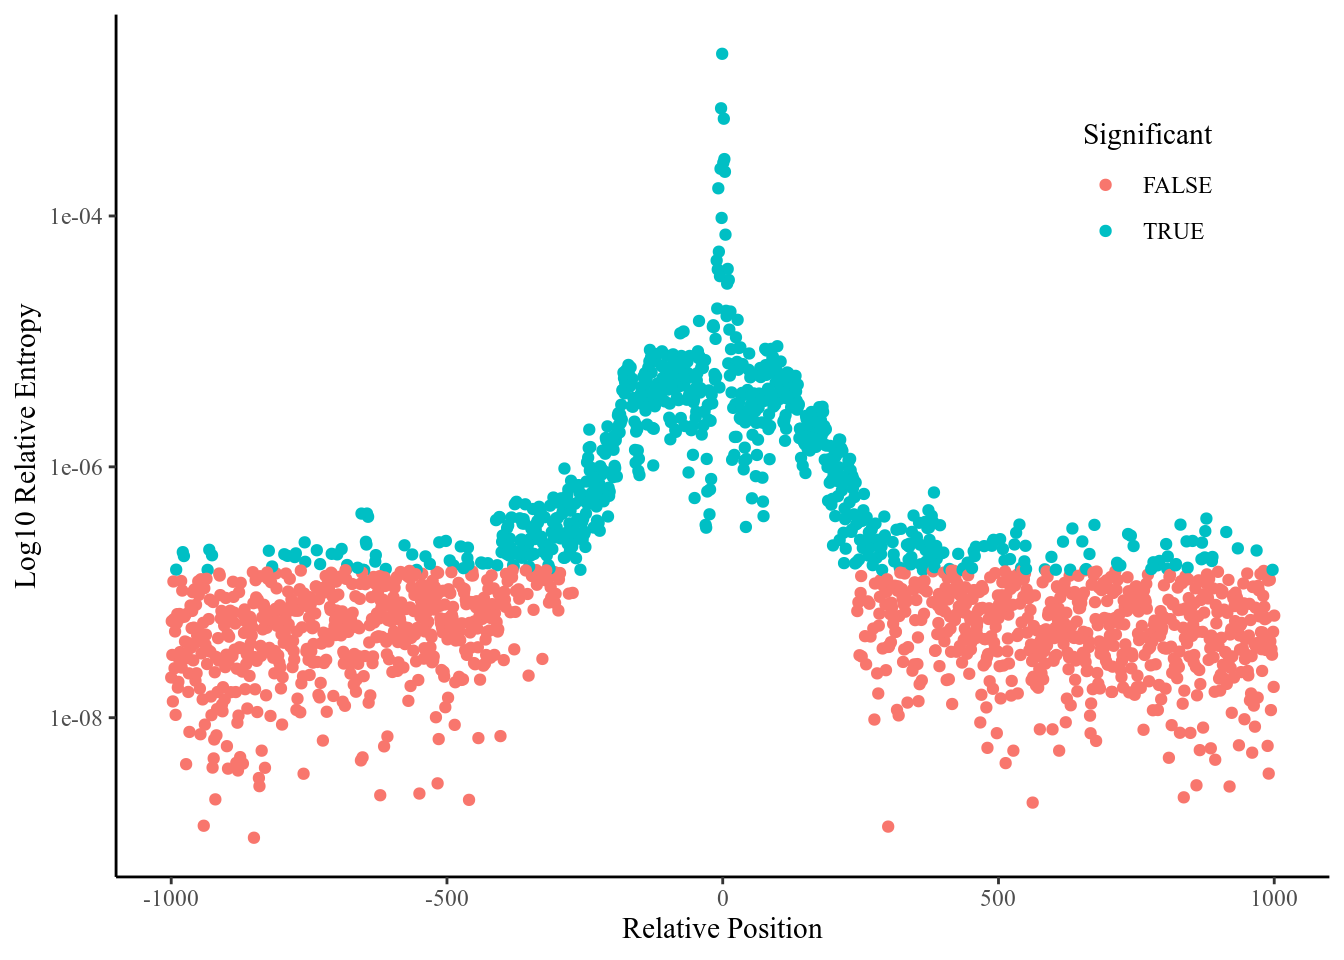 Significant
FALSE
TRUE
Log10 Relative Entropy
1e-04
1e-06
1e-08
-1000
-500
0
500
1000
Relative Position